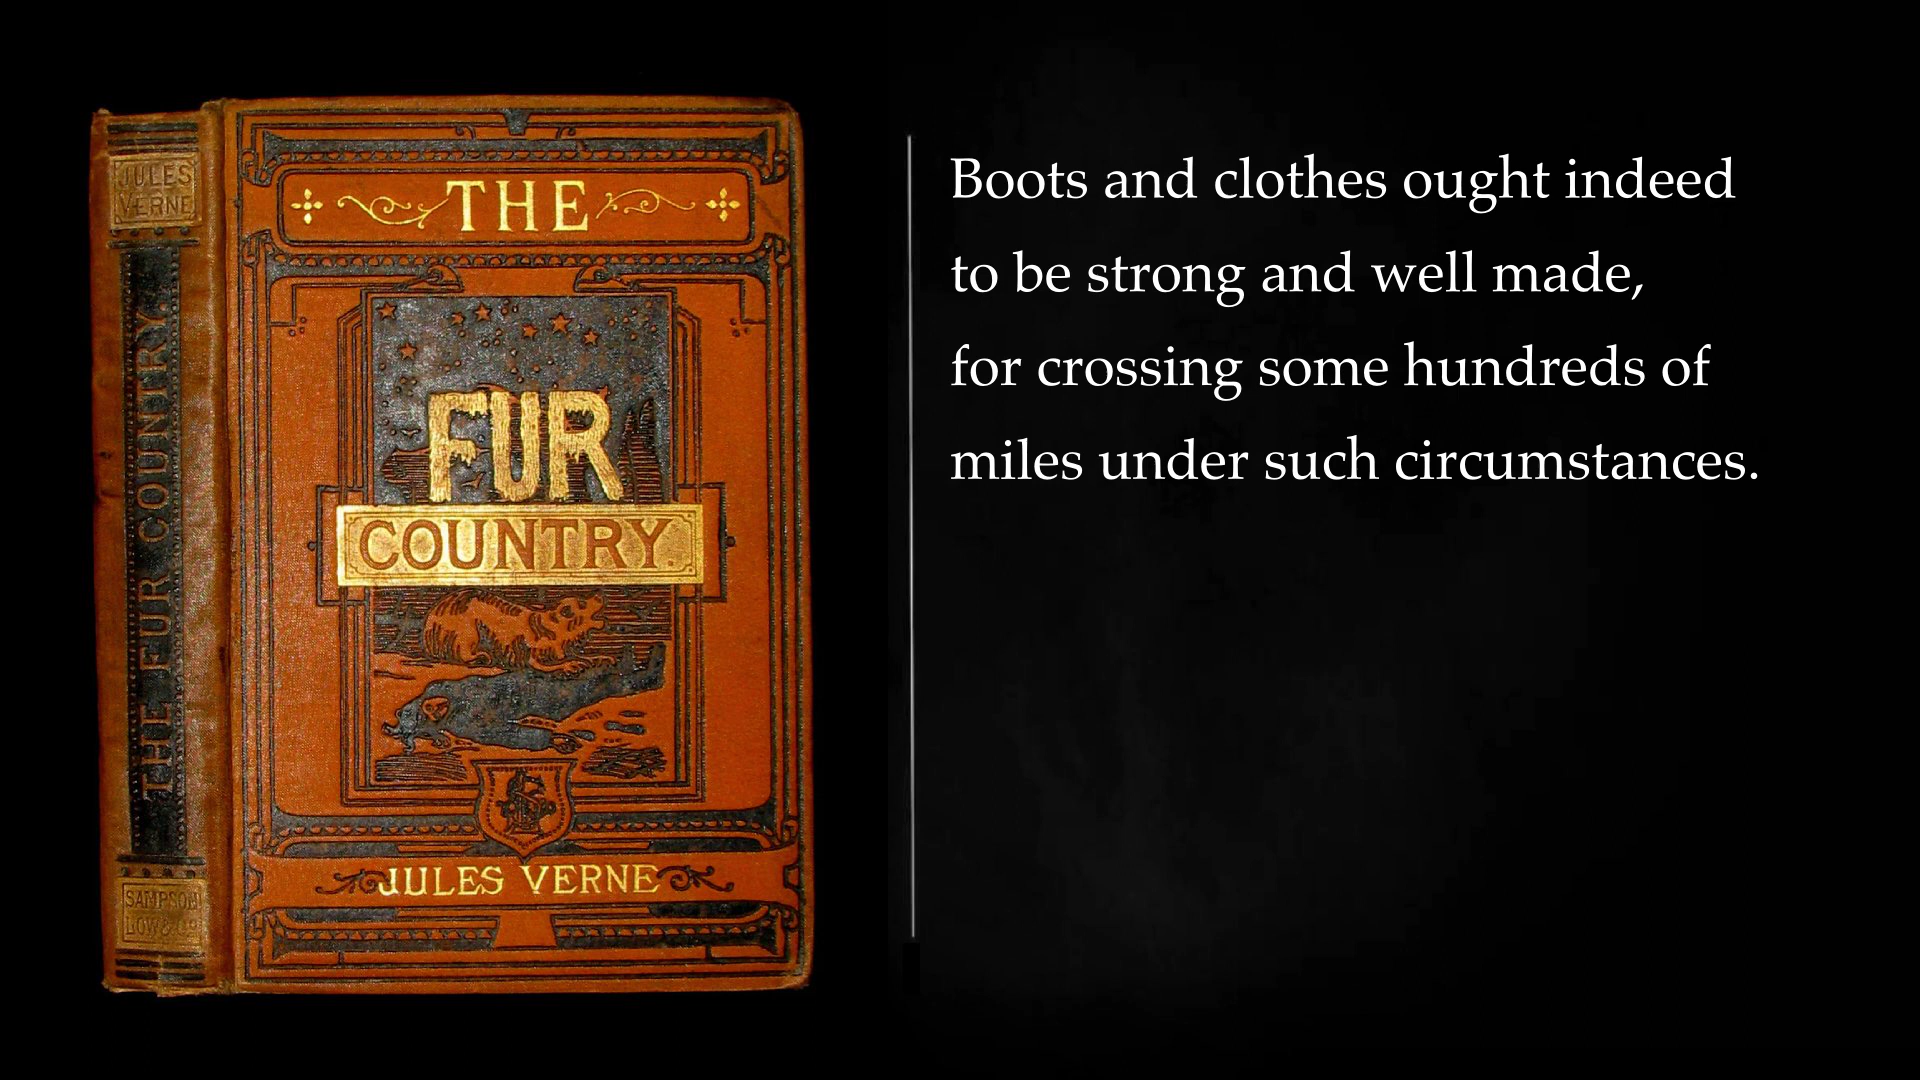 JULES
VERNE
THE FUR COUNTRY.
SAMPSON
LOW & Co
THE
FUR
COUNTRY.
JULES VERNE
Boots and clothes ought indeed
to be strong and well made,
for crossing some hundreds of
miles under such circumstances.